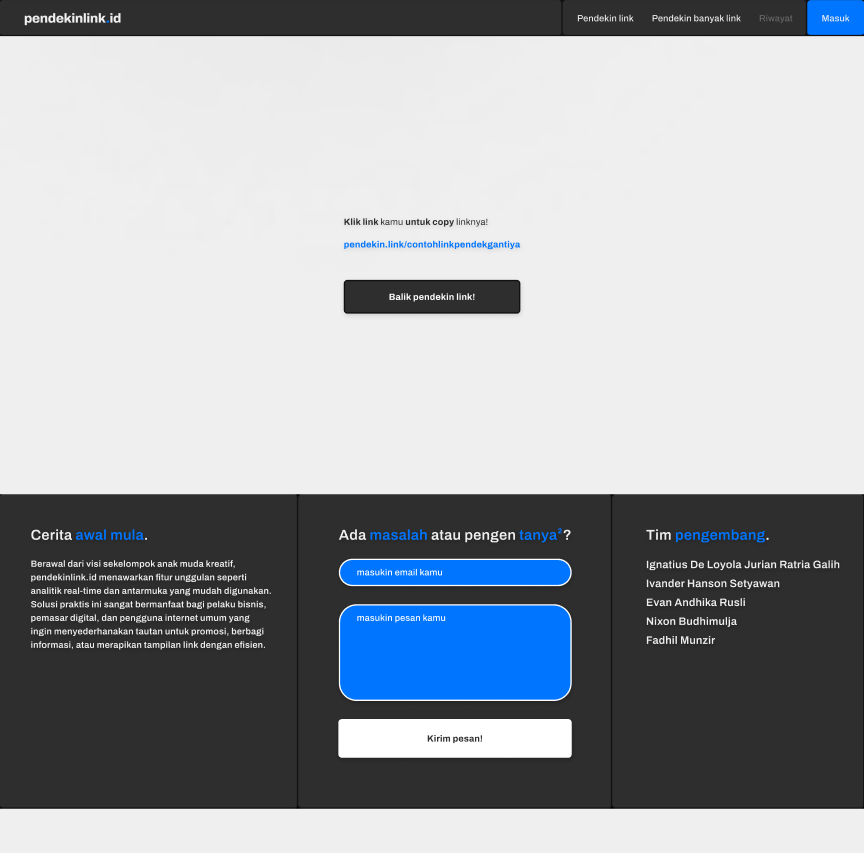 pendekinlink.id
Pendekin link
Pendekin banyak link
Riwayat
Masuk
Klik link kamu untuk copy linknya!
pendekin.link/contohlinkpendekgantiya
Balik pendekin link!
Cerita awal mula.
Berawal dari visi sekelompok anak muda kreatif,
pendekinlink.id menawarkan fitur unggulan seperti
analitik real-time dan antarmuka yang mudah digunakan.
Solusi praktis ini sangat bermanfaat bagi pelaku bisnis,
pemasar digital, dan pengguna internet umum yang
ingin menyederhanakan tautan untuk promosi, berbagi
informasi, atau merapikan tampilan link dengan efisien.
Ada masalah atau pengen tanya²?
masukin email kamu
masukin pesan kamu
Kirim pesan!
Tim pengembang.
Ignatius De Loyola Jurian Ratria Galih
Ivander Hanson Setyawan
Evan Andhika Rusli
Nixon Budhimulja
Fadhil Munzir